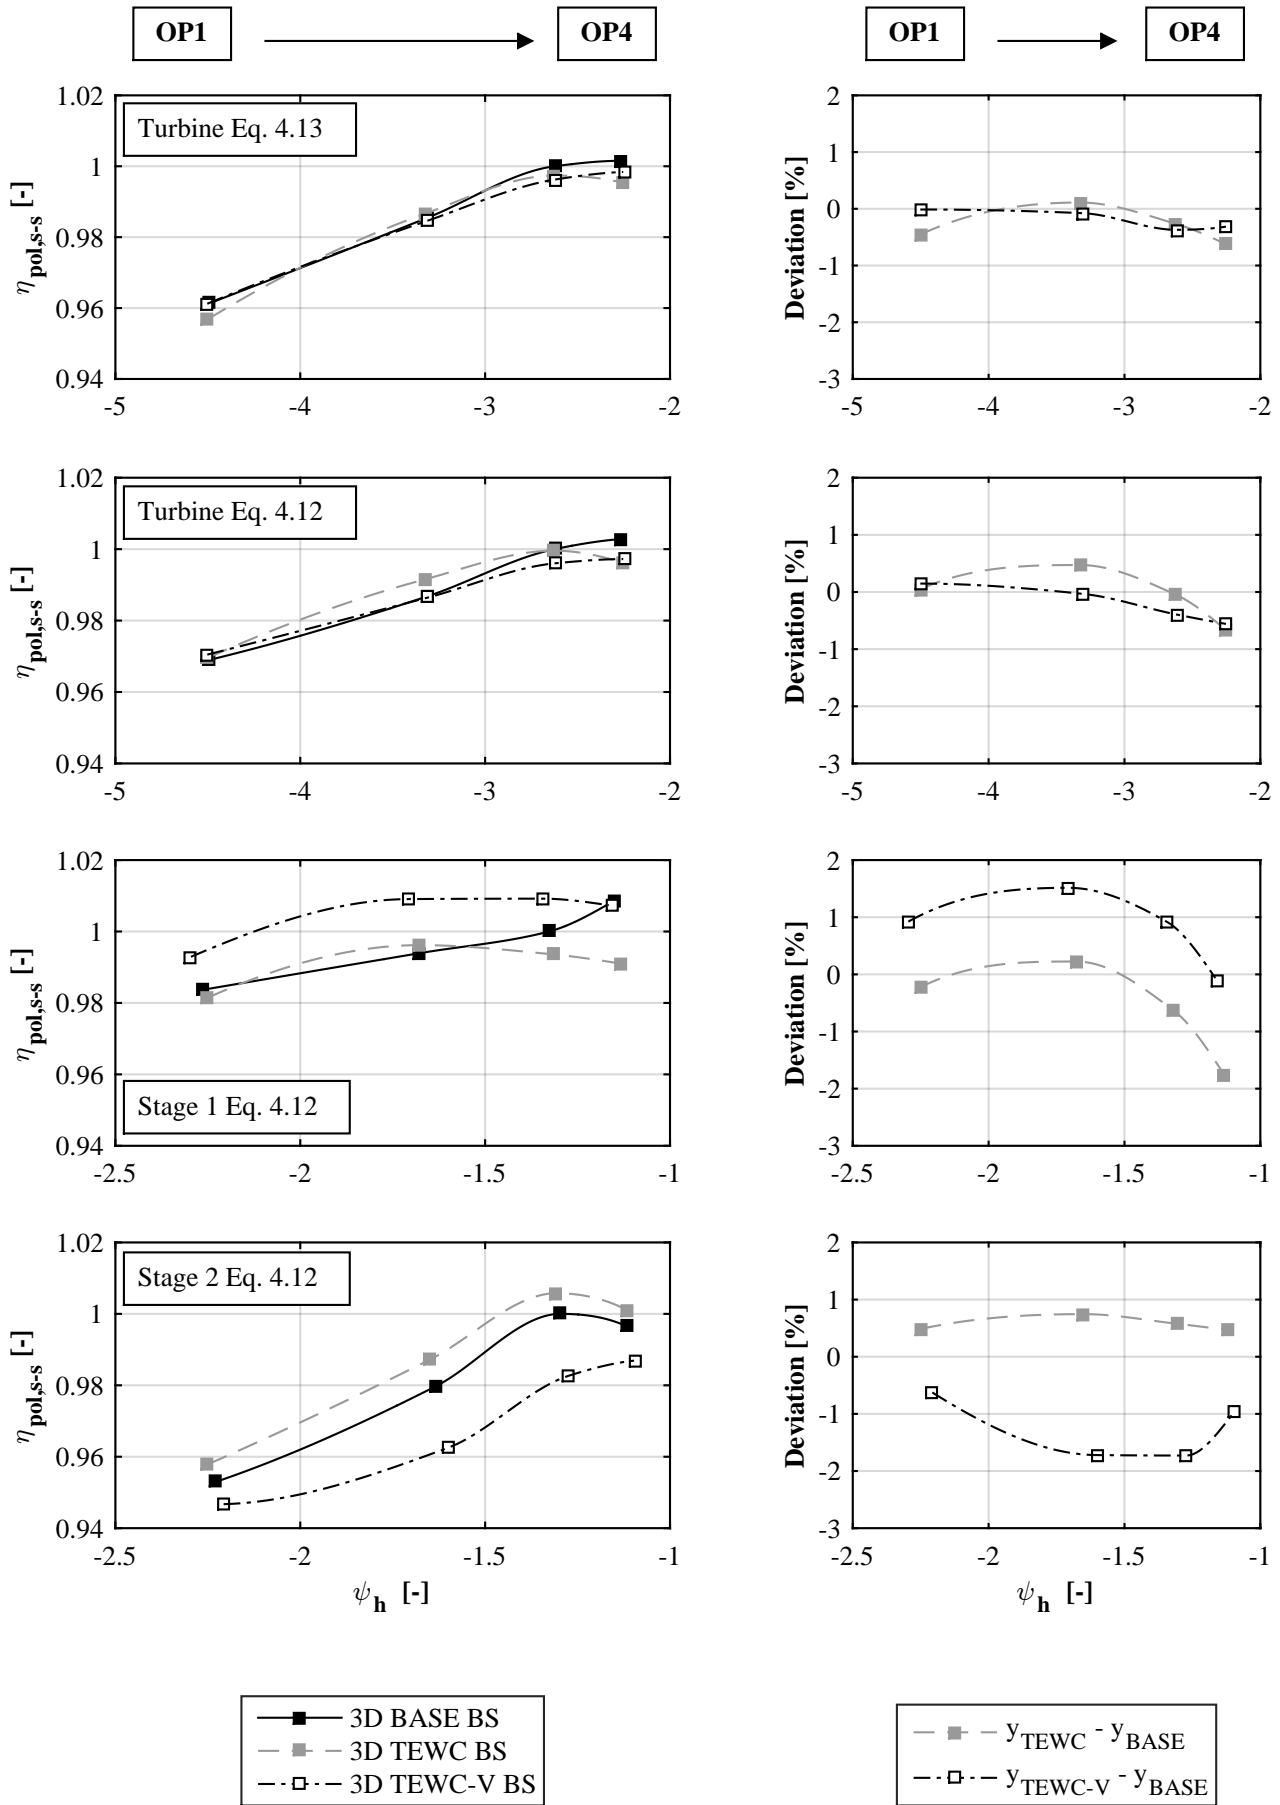 OP1 OP4 OP1 OP4
Turbine Eq. 4.13
η pol,s-s [-]
1.02
1
0.98
0.96
0.94
-5 -4 -3 -2
Deviation [%]
2
1
0
-1
-2
-3
-5 -4 -3 -2
Turbine Eq. 4.12
η pol,s-s [-]
1.02
1
0.98
0.96
0.94
-5 -4 -3 -2
Deviation [%]
2
1
0
-1
-2
-3
-5 -4 -3 -2
Stage 1 Eq. 4.12
η pol,s-s [-]
1.02
1
0.98
0.96
0.94
-2.5 -2 -1.5 -1
Deviation [%]
2
1
0
-1
-2
-3
-2.5 -2 -1.5 -1
Stage 2 Eq. 4.12
η pol,s-s [-]
1.02
1
0.98
0.96
0.94
-2.5 -2 -1.5 -1
ψ h [-]
Deviation [%]
2
1
0
-1
-2
-3
-2.5 -2 -1.5 -1
ψ h [-]
3D BASE BS
3D TEWC BS
3D TEWC-V BS
y TEWC - y BASE
y TEWC-V - y BASE